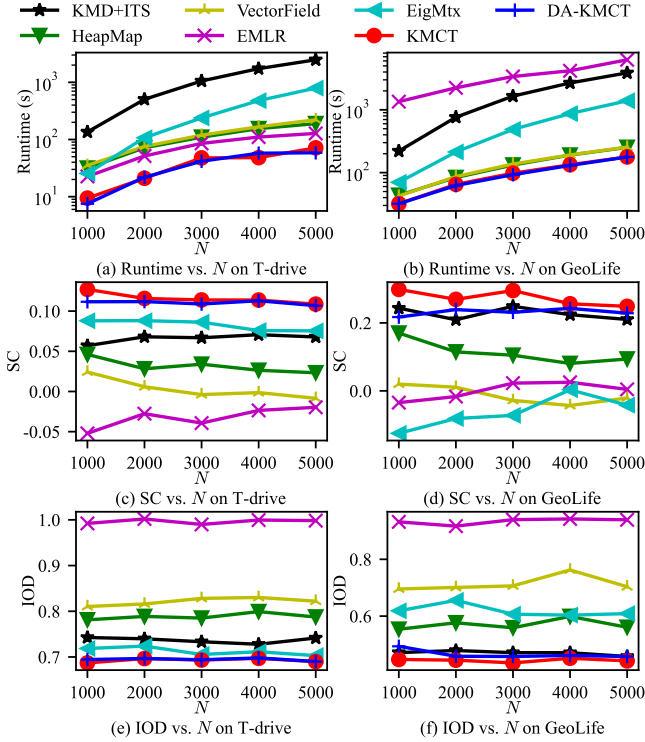 KMD+ITS VectorField EigMtx DA-KMCT
HeapMap EMLR KMCT
Runtime (s)
10³
10²
10¹
1000 2000 3000 4000 5000
N
(a) Runtime vs. N on T-drive
Runtime (s)
10³
10²
1000 2000 3000 4000 5000
N
(b) Runtime vs. N on GeoLife
SC
0.10
0.05
0.00
-0.05
1000 2000 3000 4000 5000
N
(c) SC vs. N on T-drive
SC
0.2
0.0
1000 2000 3000 4000 5000
N
(d) SC vs. N on GeoLife
IOD
1.0
0.9
0.8
0.7
1000 2000 3000 4000 5000
N
(e) IOD vs. N on T-drive
IOD
0.8
0.6
1000 2000 3000 4000 5000
N
(f) IOD vs. N on GeoLife